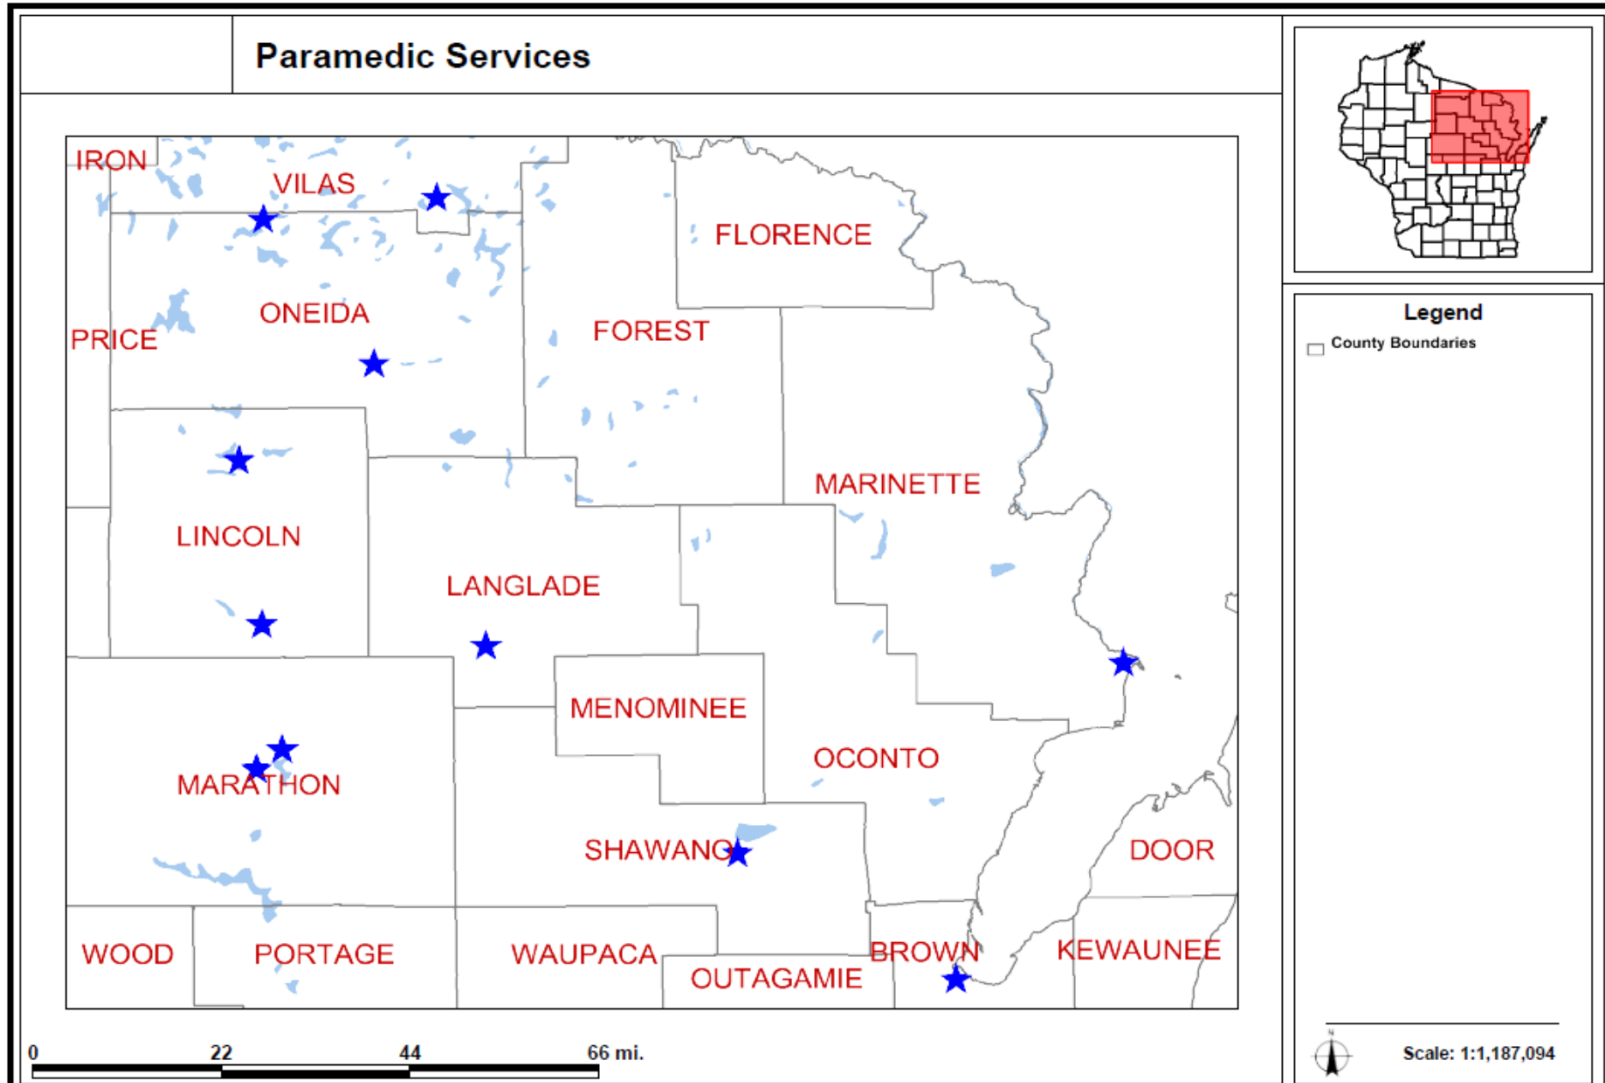 Paramedic Services
IRON
VILAS
FLORENCE
ONEIDA
FOREST
PRICE
MARINETTE
LINCOLN
LANGLADE
MENOMINEE
OCONTO
MARATHON
SHAWANO
DOOR
WOOD
PORTAGE
WAUPACA
BROWN
KEWAUNEE
OUTAGAMIE
0 22 44 66 mi.
Legend
County Boundaries
N
Scale: 1:1,187,094